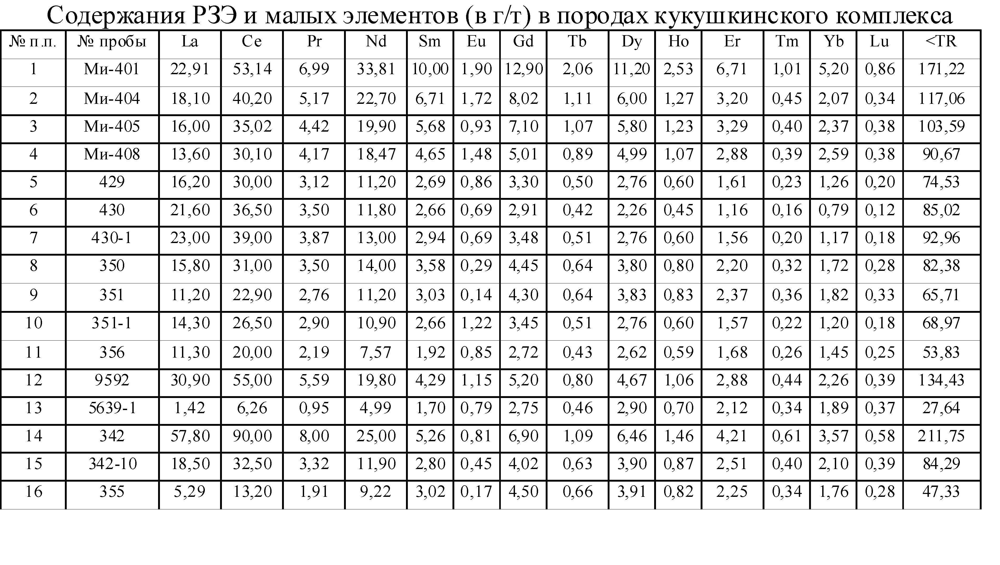 Содержания РЗЭ и малых элементов (в г/т) в породах кукушкинского комплекса
№ п.п. № пробы La Ce Pr Nd Sm Eu Gd Tb Dy Ho Er Tm Yb Lu <TR
1 Ми-401 22,91 53,14 6,99 33,81 10,00 1,90 12,90 2,06 11,20 2,53 6,71 1,01 5,20 0,86 171,22
2 Ми-404 18,10 40,20 5,17 22,70 6,71 1,72 8,02 1,11 6,00 1,27 3,20 0,45 2,07 0,34 117,06
3 Ми-405 16,00 35,02 4,42 19,90 5,68 0,93 7,10 1,07 5,80 1,23 3,29 0,40 2,37 0,38 103,59
4 Ми-408 13,60 30,10 4,17 18,47 4,65 1,48 5,01 0,89 4,99 1,07 2,88 0,39 2,59 0,38 90,67
5 429 16,20 30,00 3,12 11,20 2,69 0,86 3,30 0,50 2,76 0,60 1,61 0,23 1,26 0,20 74,53
6 430 21,60 36,50 3,50 11,80 2,66 0,69 2,91 0,42 2,26 0,45 1,16 0,16 0,79 0,12 85,02
7 430-1 23,00 39,00 3,87 13,00 2,94 0,69 3,48 0,51 2,76 0,60 1,56 0,20 1,17 0,18 92,96
8 350 15,80 31,00 3,50 14,00 3,58 0,29 4,45 0,64 3,80 0,80 2,20 0,32 1,72 0,28 82,38
9 351 11,20 22,90 2,76 11,20 3,03 0,14 4,30 0,64 3,83 0,83 2,37 0,36 1,82 0,33 65,71
10 351-1 14,30 26,50 2,90 10,90 2,66 1,22 3,45 0,51 2,76 0,60 1,57 0,22 1,20 0,18 68,97
11 356 11,30 20,00 2,19 7,57 1,92 0,85 2,72 0,43 2,62 0,59 1,68 0,26 1,45 0,25 53,83
12 9592 30,90 55,00 5,59 19,80 4,29 1,15 5,20 0,80 4,67 1,06 2,88 0,44 2,26 0,39 134,43
13 5639-1 1,42 6,26 0,95 4,99 1,70 0,79 2,75 0,46 2,90 0,70 2,12 0,34 1,89 0,37 27,64
14 342 57,80 90,00 8,00 25,00 5,26 0,81 6,90 1,09 6,46 1,46 4,21 0,61 3,57 0,58 211,75
15 342-10 18,50 32,50 3,32 11,90 2,80 0,45 4,02 0,63 3,90 0,87 2,51 0,40 2,10 0,39 84,29
16 355 5,29 13,20 1,91 9,22 3,02 0,17 4,50 0,66 3,91 0,82 2,25 0,34 1,76 0,28 47,33